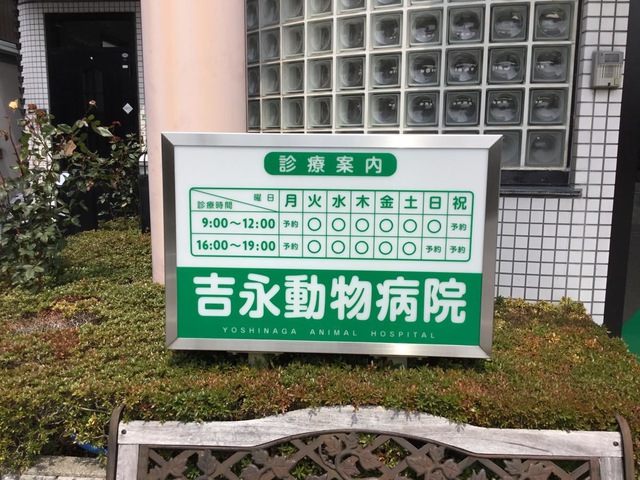 診療案内
曜日 月 火 水 木 金 土 日 祝
診療時間
9:00〜12:00 予約 ○ ○ ○ ○ ○ ○ 予約
16:00〜19:00 予約 ○ ○ ○ ○ ○ 予約 予約
吉永動物病院
YOSHINAGA ANIMAL HOSPITAL